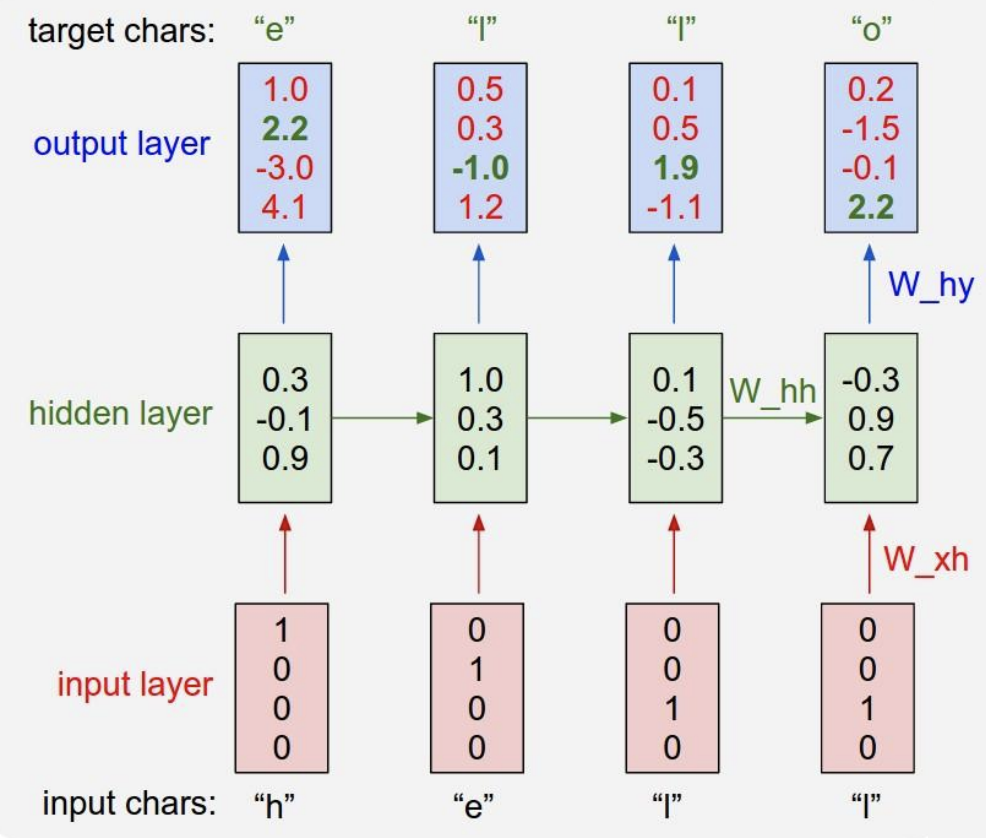 target chars: “e” “l” “l” “o”
1.0 0.5 0.1 0.2
2.2 0.3 0.5 -1.5
output layer
-3.0 -1.0 1.9 -0.1
4.1 1.2 -1.1 2.2
W_hy
0.3 1.0 0.1 W_hh -0.3
hidden layer -0.1 0.3 -0.5 0.9
0.9 0.1 -0.3 0.7
W_xh
1 0 0 0
0 1 0 0
input layer
0 0 1 1
0 0 0 0
input chars: “h” “e” “l” “l”